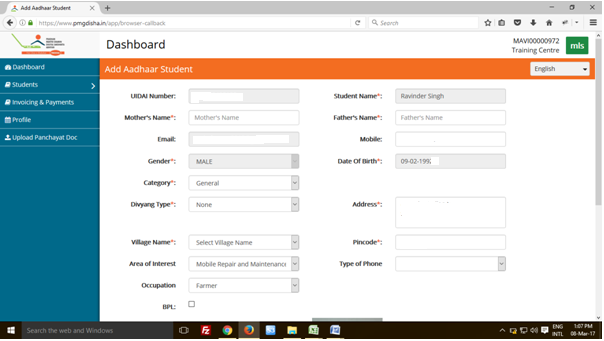 Add Aadhaar Student
https://www.pmgdisha.in/app/browser-callback
Search
Dashboard
MAVI00000972
Training Centre
mls
Dashboard
Students
Invoicing & Payments
Profile
Upload Panchayat Doc
Add Aadhaar Student
English
UIDAI Number:
Student Name*: Ravinder Singh
Mother's Name*: Mother's Name
Father's Name*: Father's Name
Email:
Mobile:
Gender*: MALE
Date Of Birth*: 09-02-199
Category*: General
Divyang Type*: None
Address*:
Village Name*: Select Village Name
Pincode*:
Area of Interest Mobile Repair and Maintenance
Type of Phone
Occupation Farmer
BPL:
Search the web and Windows
ENG 1:07 PM
INTL 08-Mar-17